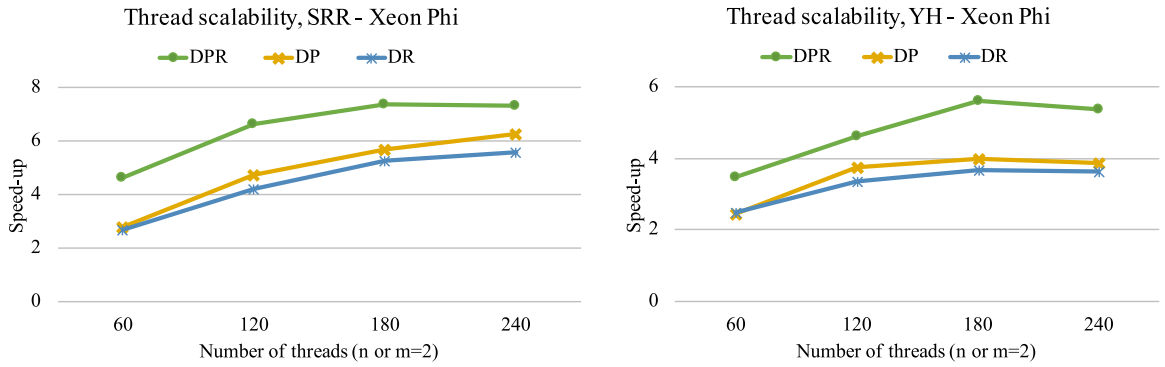 Thread scalability, SRR - Xeon Phi
DPR DP DR
8
6
4
2
0
Speed-up
60 120 180 240
Number of threads (n or m=2)
Thread scalability, YH - Xeon Phi
DPR DP DR
6
4
2
0
Speed-up
60 120 180 240
Number of threads (n or m=2)